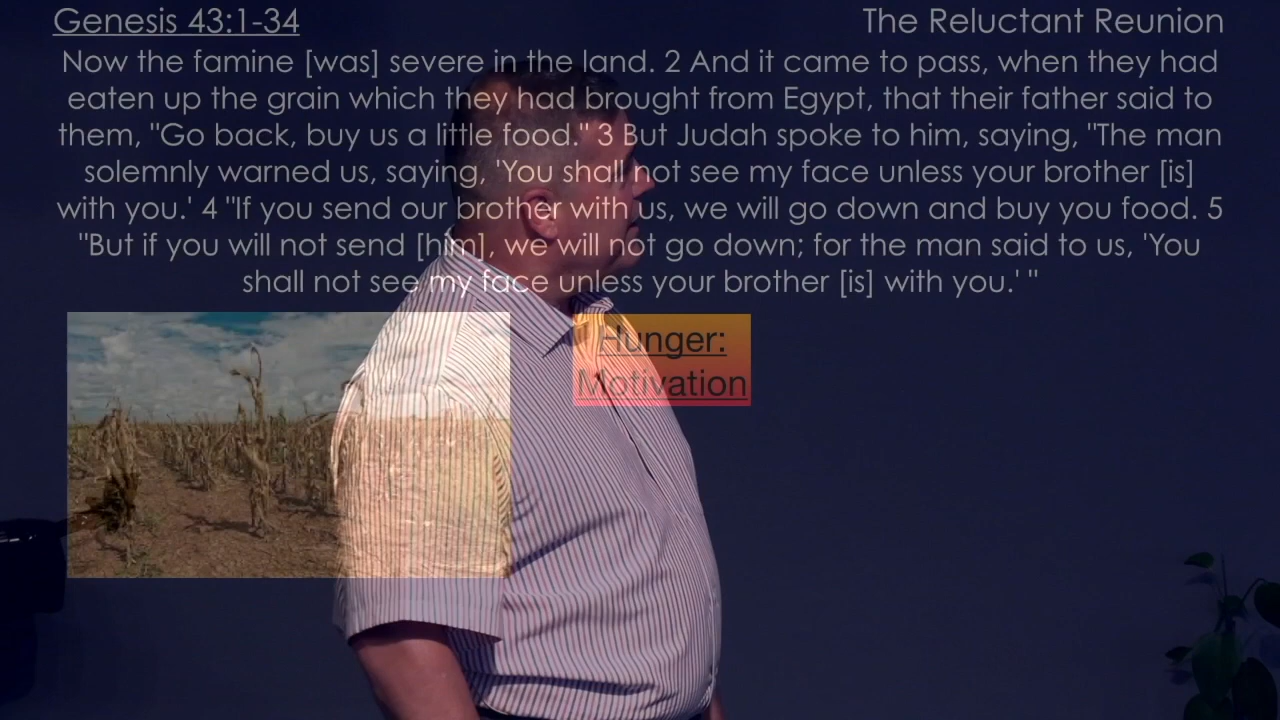 Genesis 43:1-34
The Reluctant Reunion
Now the famine [was] severe in the land. 2 And it came to pass, when they had
eaten up the grain which they had brought from Egypt, that their father said to
them, "Go back, buy us a little food." 3 But Judah spoke to him, saying, "The man
solemnly warned us, saying, 'You shall not see my face unless your brother [is]
with you.' 4 "If you send our brother with us, we will go down and buy you food. 5
"But if you will not send [him], we will not go down; for the man said to us, 'You
shall not see my face unless your brother [is] with you.' "
Hunger:
Motivation